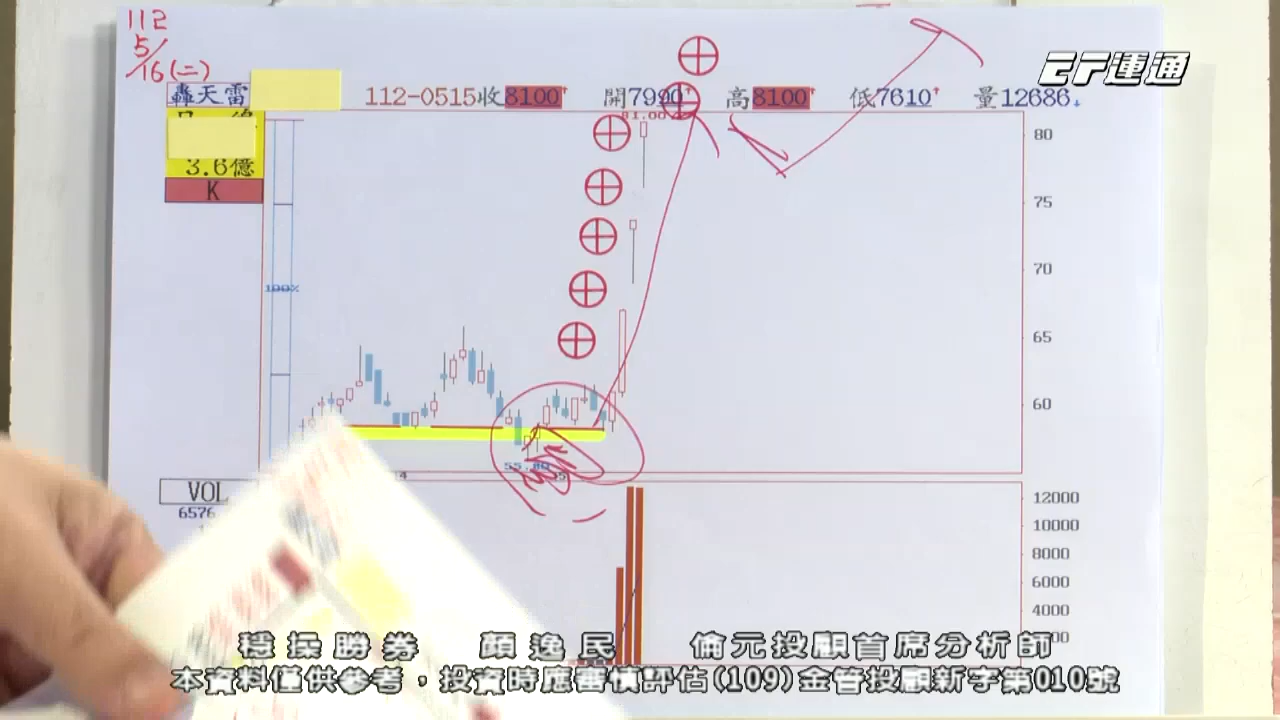 112
5/
16(二)
EF運通
轟天雷
112-0515收8100 開7990 高8100 低7610 量12686
81.00
80
75
70
65
60
3.6億
K
100%
55.80
VOL
6576
12000
10000
8000
6000
4000
穩操勝券 顏逸民 倫元投顧首席分析師
本資料僅供參考，投資時應審慎評估(109)金管投顧新字第010號